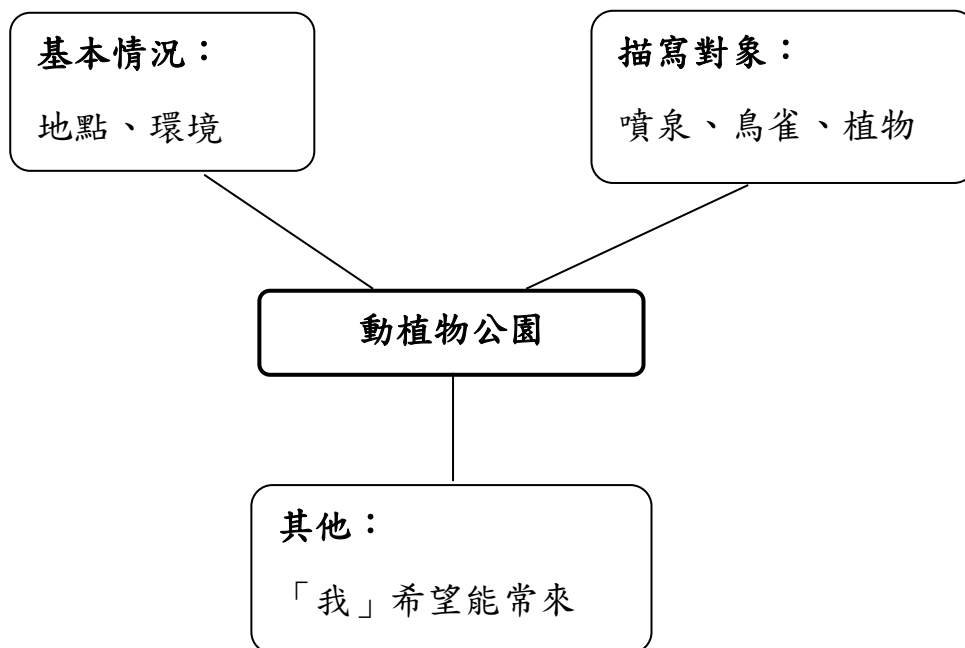 基本情況：
地點、環境
描寫對象：
噴泉、鳥雀、植物
動植物公園
其他：
「我」希望能常來